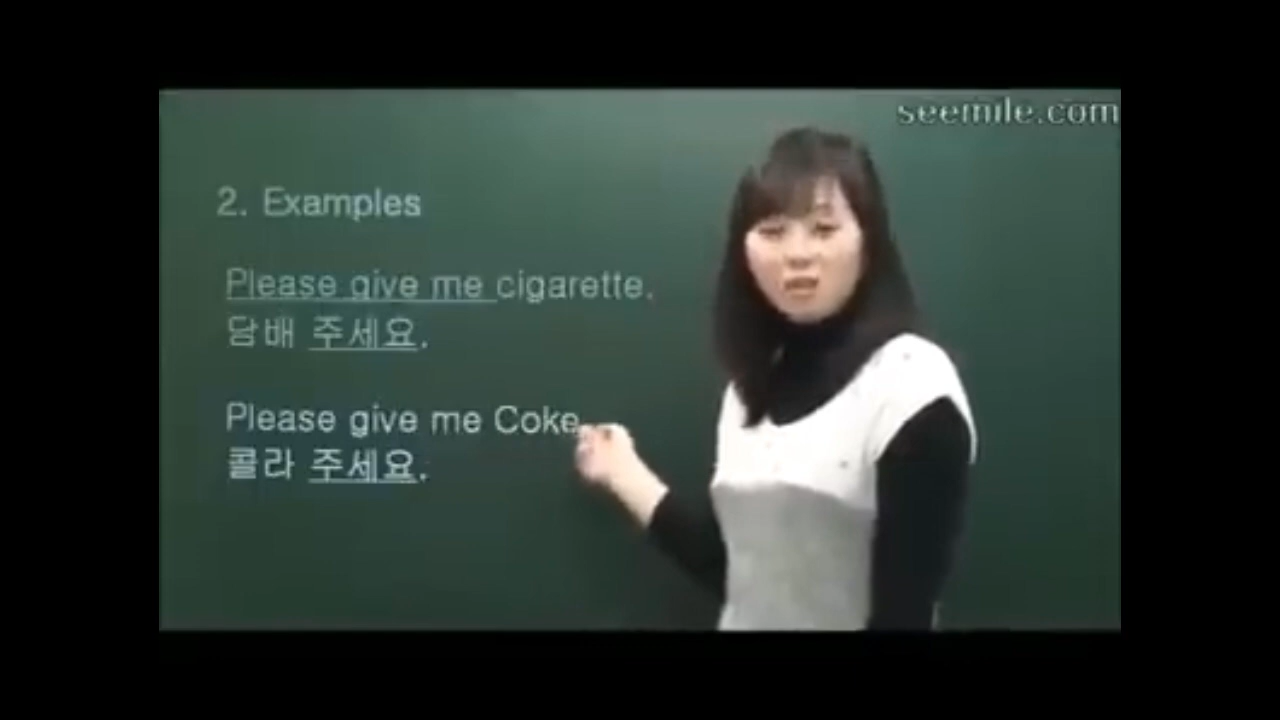 seemile.com
2. Examples
Please give me cigarette.
담배 주세요.
Please give me Coke
콜라 주세요.